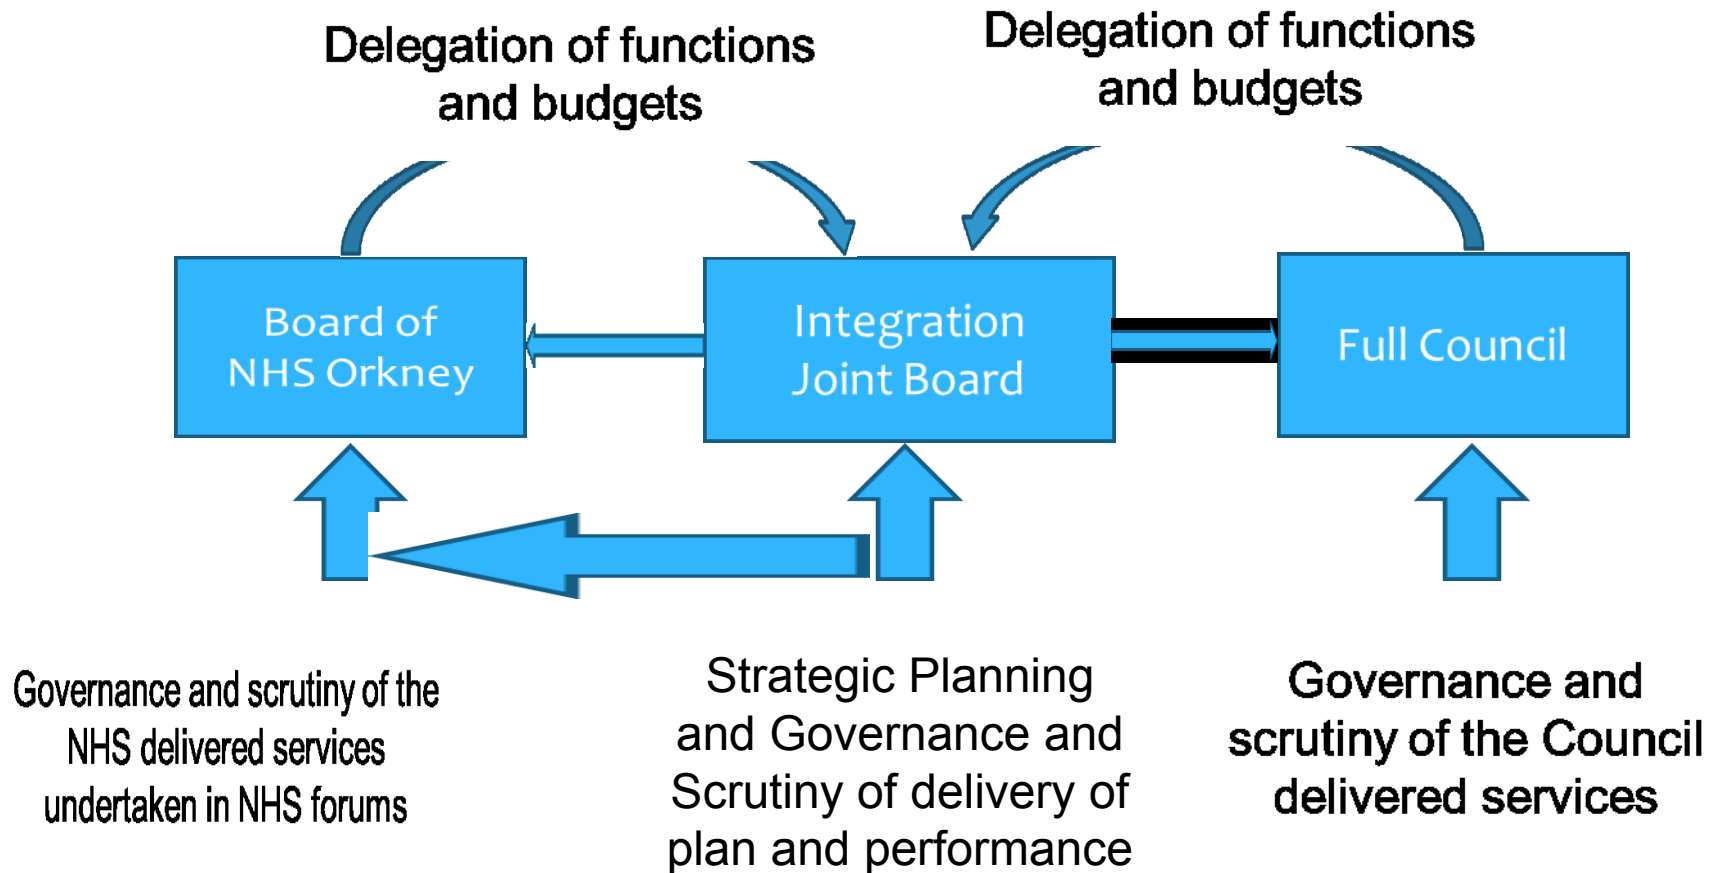 Delegation of functions
and budgets
Delegation of functions
and budgets
Board of
NHS Orkney
Integration
Joint Board
Full Council
Governance and scrutiny of the
NHS delivered services
undertaken in NHS forums
Strategic Planning
and Governance and
Scrutiny of delivery of
plan and performance
Governance and
scrutiny of the Council
delivered services